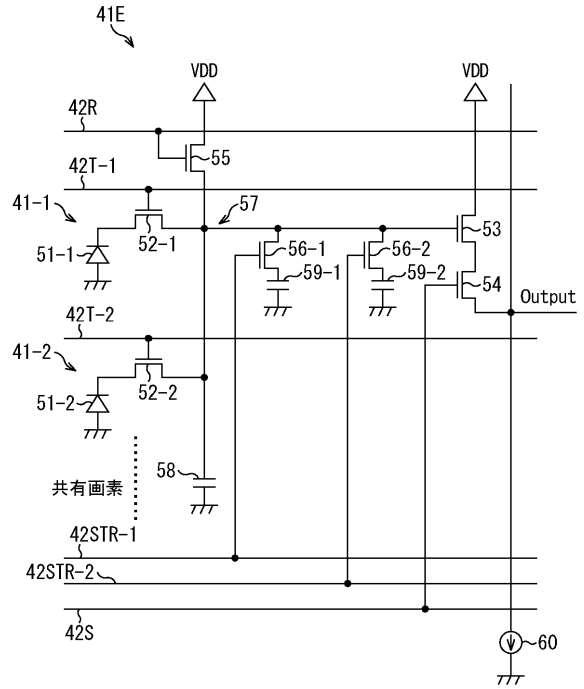 41E
VDD
VDD
42R
55
42T-1
41-1
57
52-1
51-1
56-1
56-2
53
59-1
59-2
54
Output
42T-2
41-2
52-2
51-2
58
共有画素
42STR-1
42STR-2
42S
60